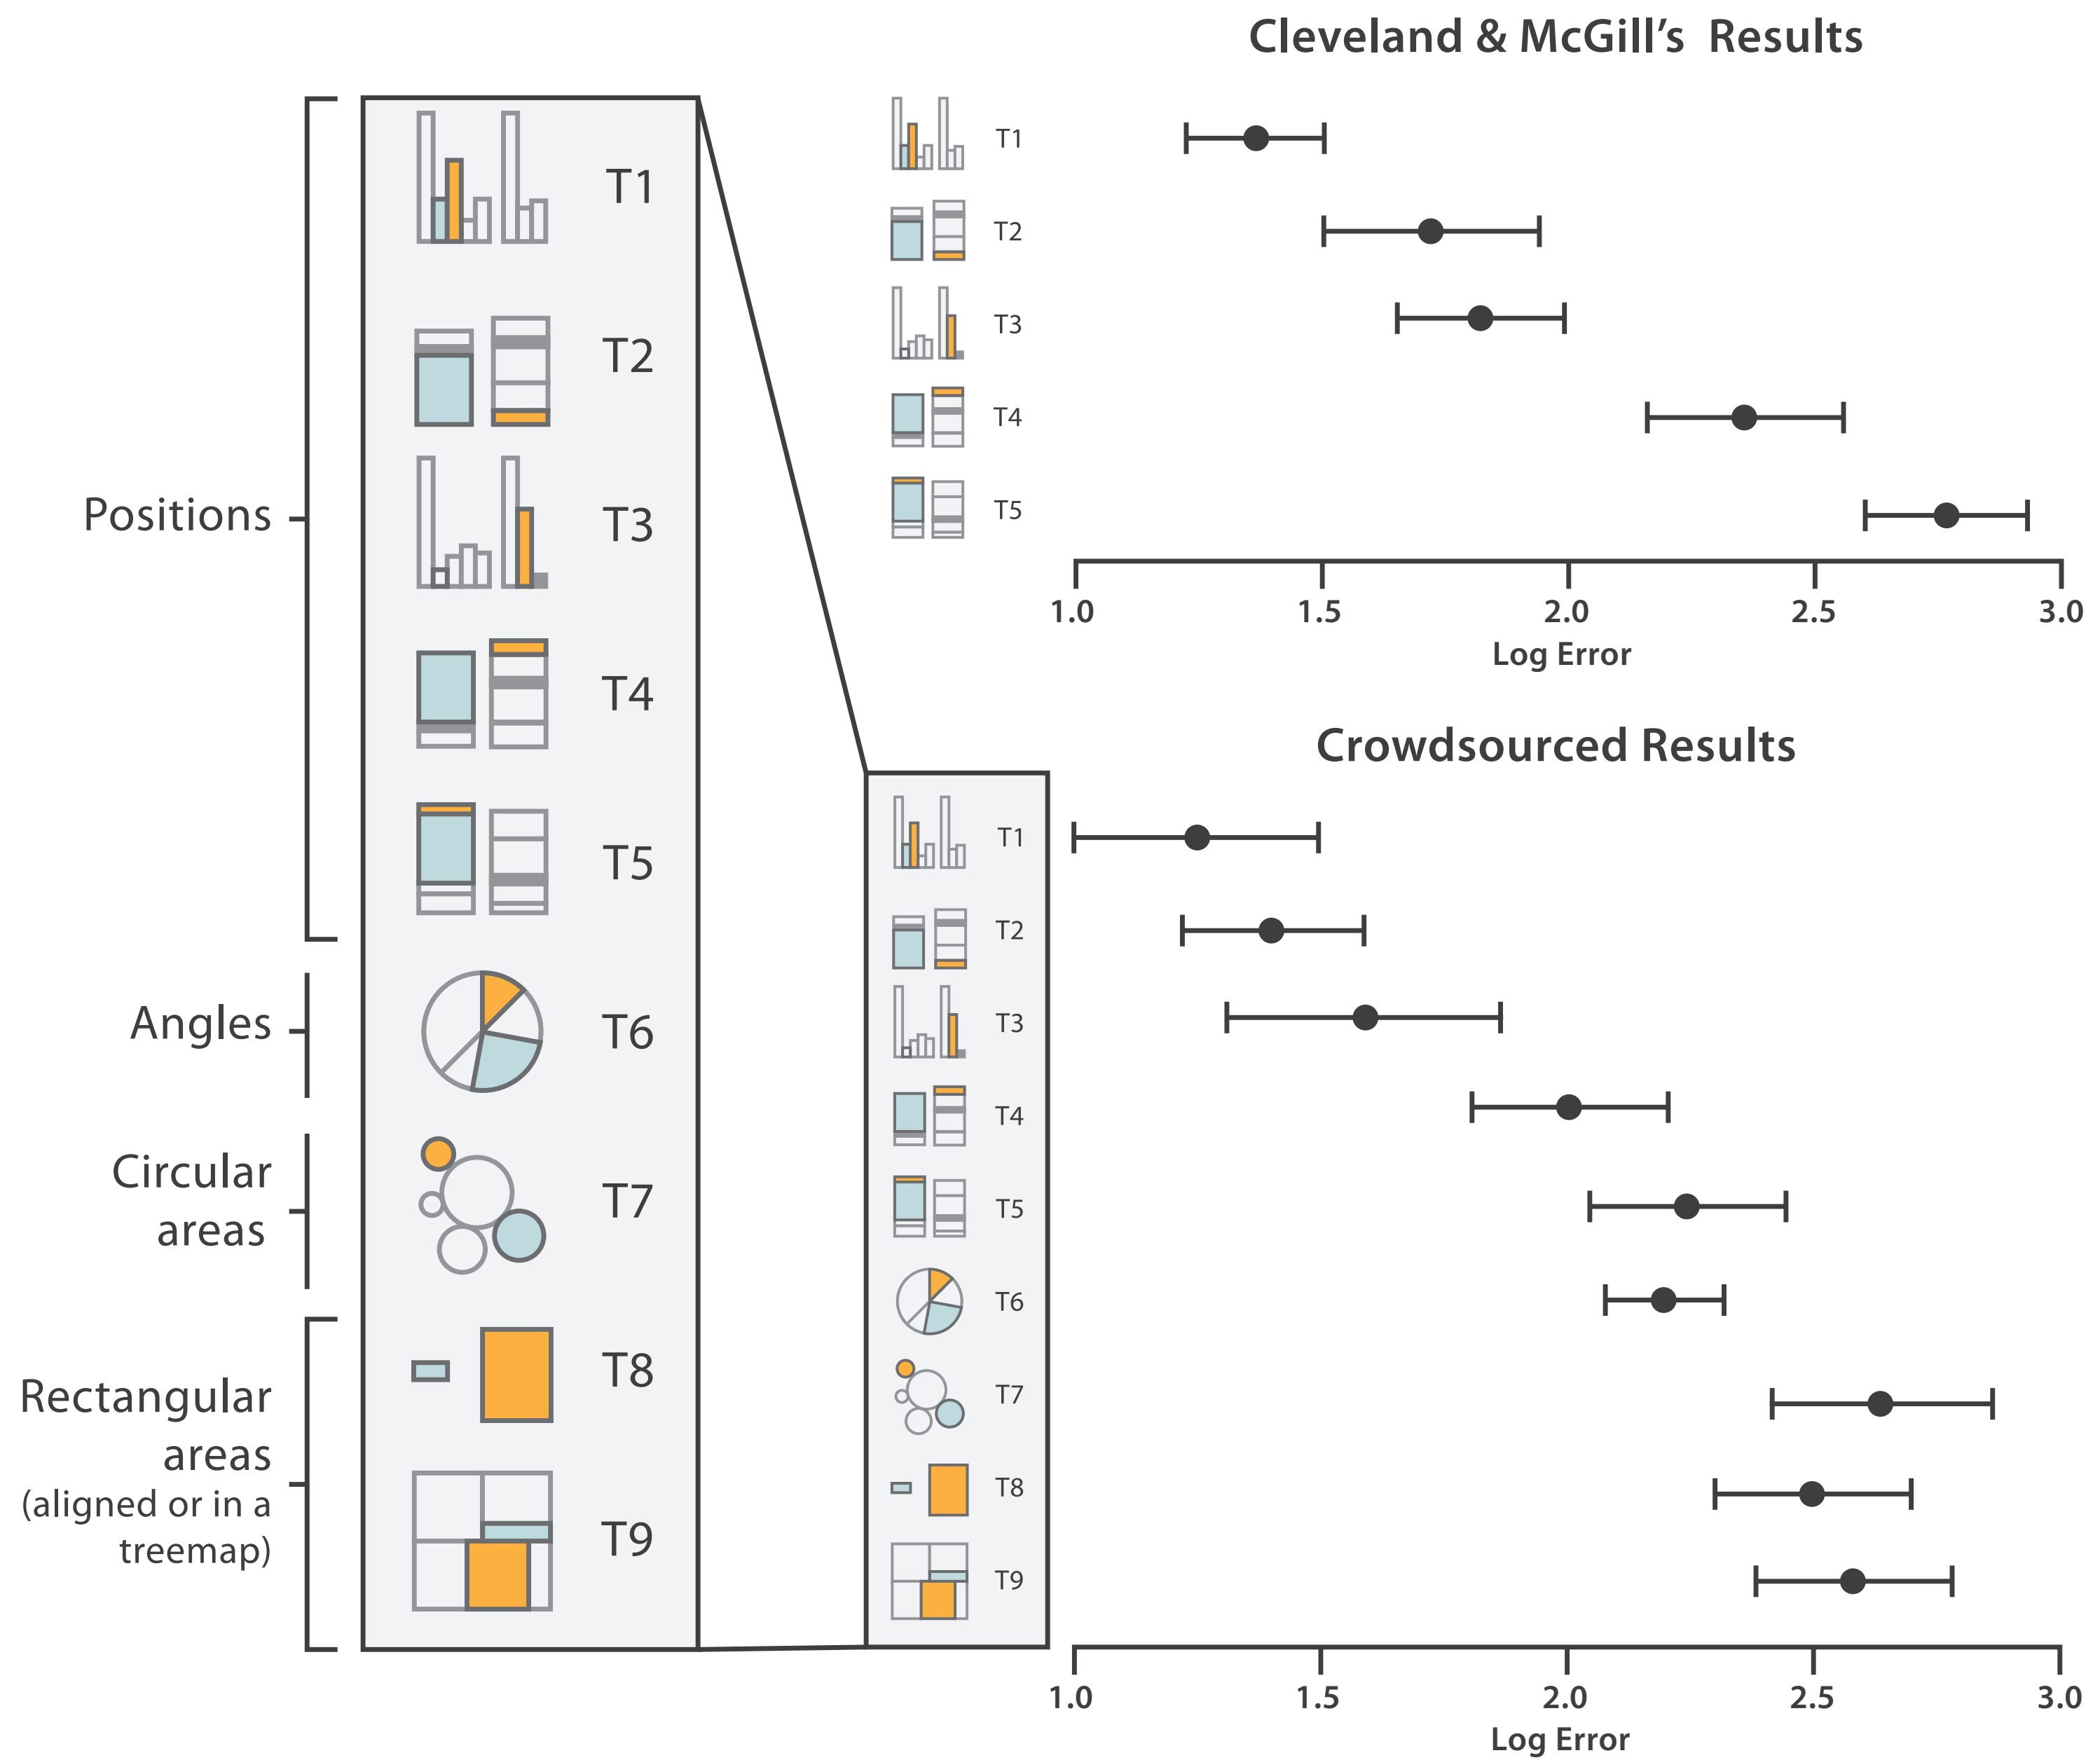 Cleveland & McGill’s Results
T1
T2
T3
T4
T5
1.0 1.5 2.0 2.5 3.0
Log Error
Positions
Angles
Circular
areas
Rectangular
areas
(aligned or in a
treemap)
T1
T2
T3
T4
T5
T6
T7
T8
T9
Crowdsourced Results
T1
T2
T3
T4
T5
T6
T7
T8
T9
1.0 1.5 2.0 2.5 3.0
Log Error